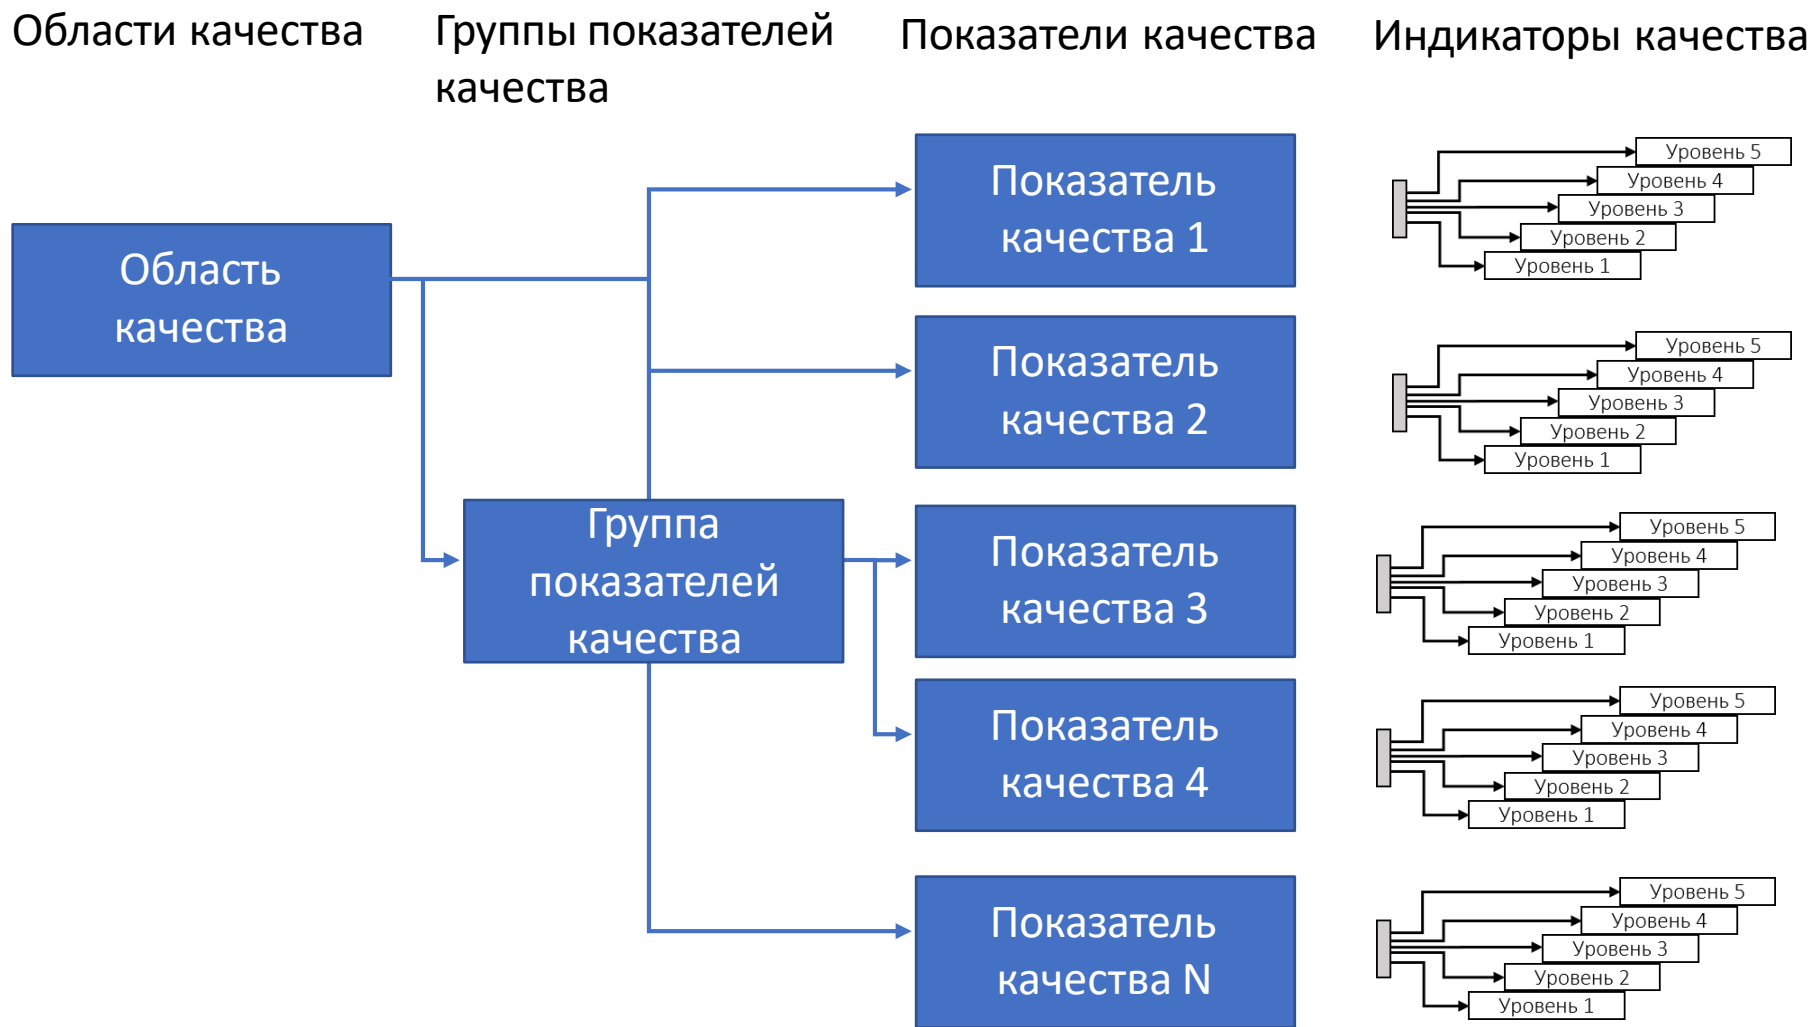 Области качества
Группы показателей
качества
Показатели качества
Индикаторы качества
Область
качества
Группа
показателей
качества
Показатель
качества 1
Уровень 5
Уровень 4
Уровень 3
Уровень 2
Уровень 1
Показатель
качества 2
Уровень 5
Уровень 4
Уровень 3
Уровень 2
Уровень 1
Показатель
качества 3
Уровень 5
Уровень 4
Уровень 3
Уровень 2
Уровень 1
Показатель
качества 4
Уровень 5
Уровень 4
Уровень 3
Уровень 2
Уровень 1
Показатель
качества N
Уровень 5
Уровень 4
Уровень 3
Уровень 2
Уровень 1